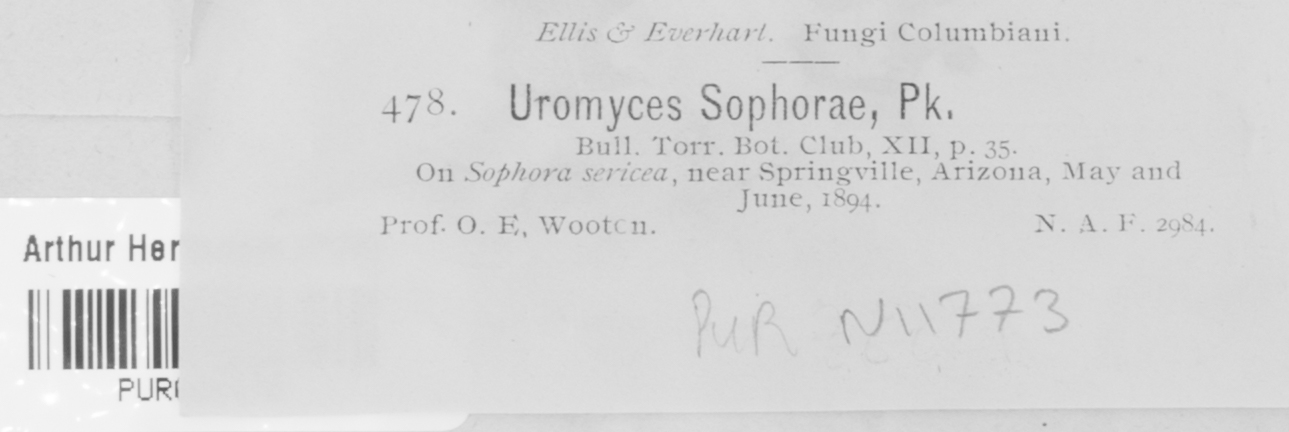 Ellis & Everhart. Fungi Columbiani.
478. Uromyces Sophorae, Pk.
Bull. Torr. Bot. Club, XII, p. 35.
On Sophora sericea, near Springville, Arizona, May and
June, 1894.
Prof. O. E, Wooten. N. A. F. 2984.
PUR N11773
Arthur Her
PUR